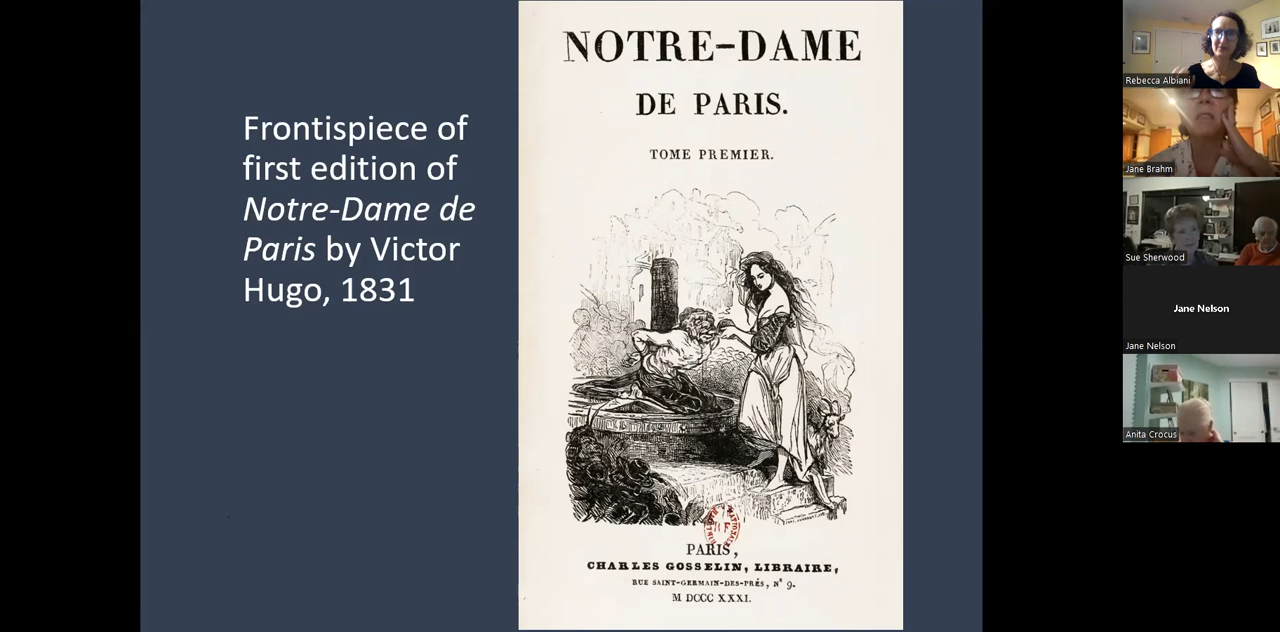 Frontispiece of
first edition of
Notre-Dame de
Paris by Victor
Hugo, 1831
NOTRE-DAME
DE PARIS.
TOME PREMIER.
PARIS,
CHARLES GOSSELIN, LIBRAIRE,
RUE SAINT-GERMAIN-DES-PRÉS, N° 9.
M DCCC XXXI.
Rebecca Albiani
Jane Brahm
Sue Sherwood
Jane Nelson
Jane Nelson
Anita Crocus